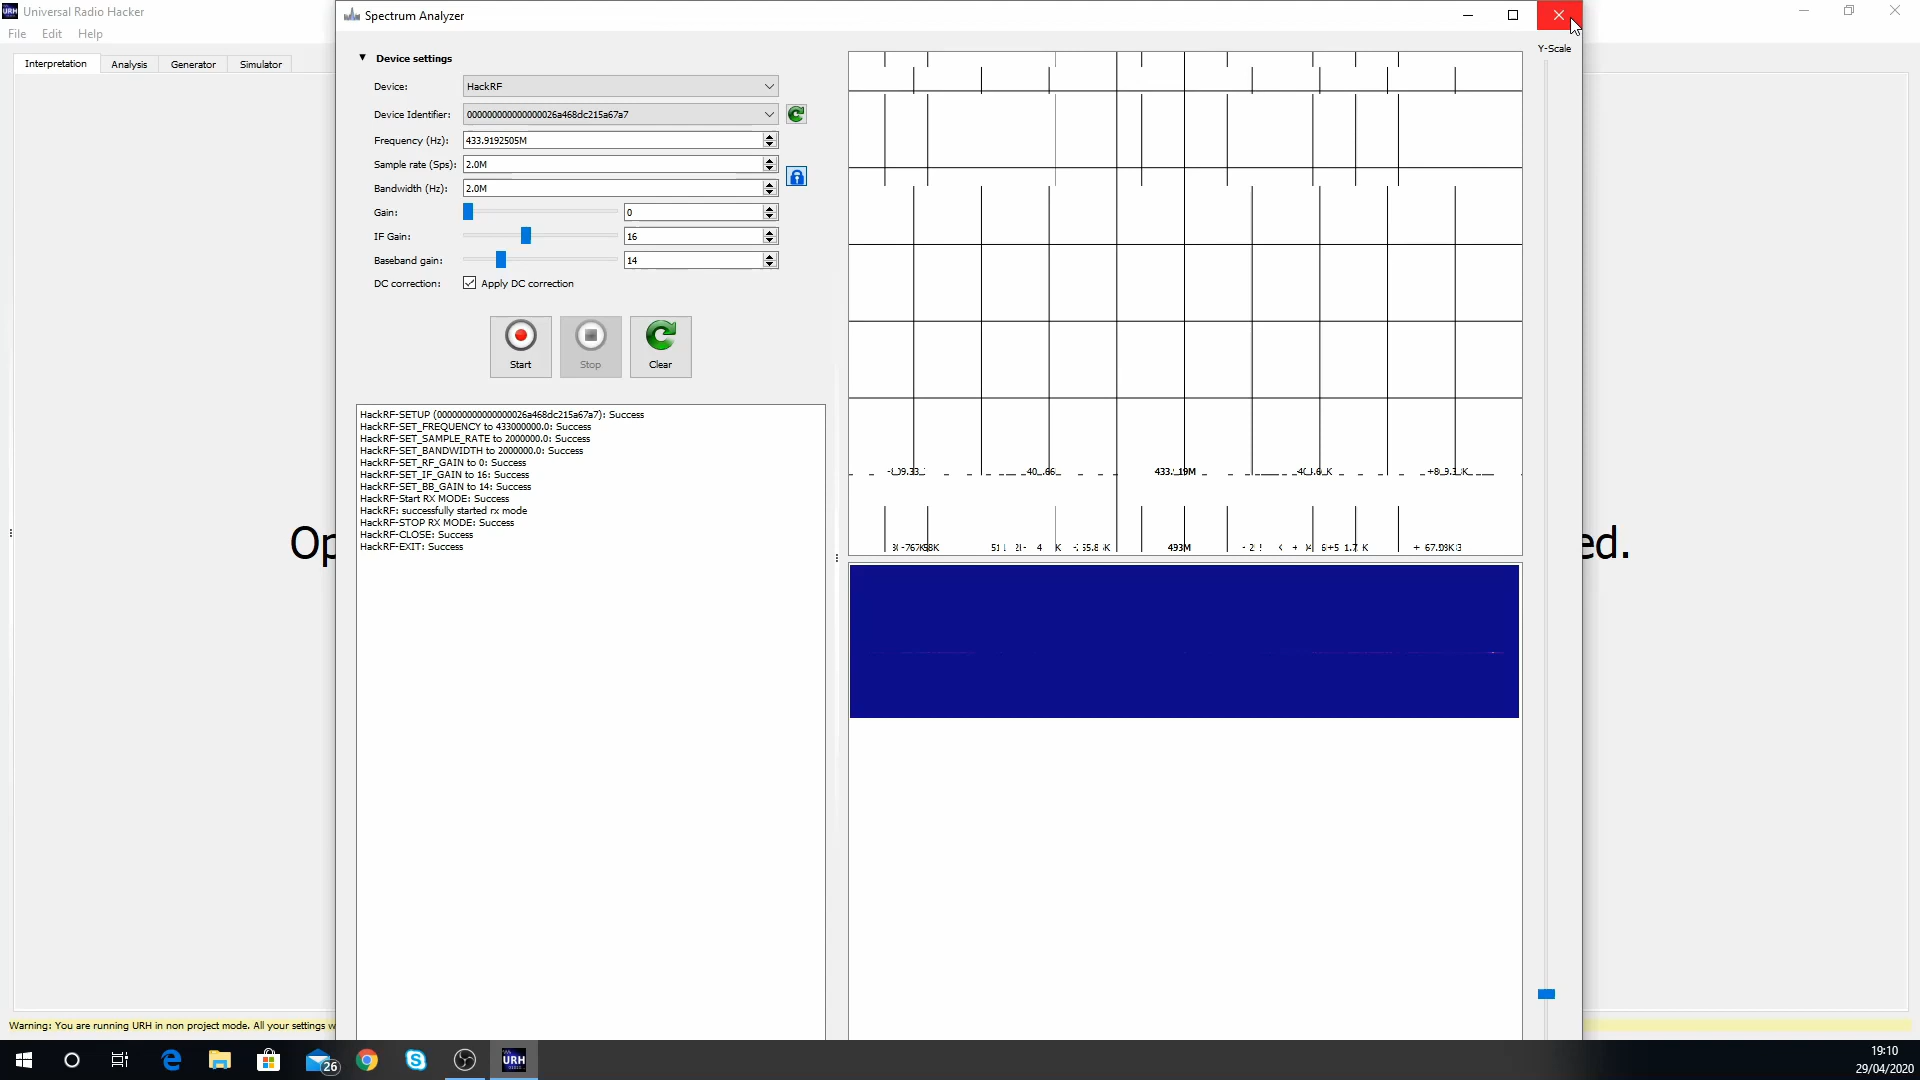 Universal Radio Hacker
File Edit Help
Interpretation Analysis Generator Simulator
Spectrum Analyzer
Device settings
Device: HackRF
Device Identifier: 000000000000000026a468dc215a67a7
Frequency (Hz): 433.9192505M
Sample rate (Sps): 2.0M
Bandwidth (Hz): 2.0M
Gain: 0
IF Gain: 16
Baseband gain: 14
DC correction: Apply DC correction
Start Stop Clear
HackRF-SETUP (000000000000000026a468dc215a67a7): Success
HackRF-SET_FREQUENCY to 433000000.0: Success
HackRF-SET_SAMPLE_RATE to 2000000.0: Success
HackRF-SET_BANDWIDTH to 2000000.0: Success
HackRF-SET_RF_GAIN to 0: Success
HackRF-SET_IF_GAIN to 16: Success
HackRF-SET_BB_GAIN to 14: Success
HackRF-Start RX MODE: Success
HackRF: successfully started rx mode
HackRF-STOP RX MODE: Success
HackRF-CLOSE: Success
HackRF-EXIT: Success
Y-Scale
Op
ed.
Warning: You are running URH in non project mode. All your settings w
26
URH
19:10
29/04/2020